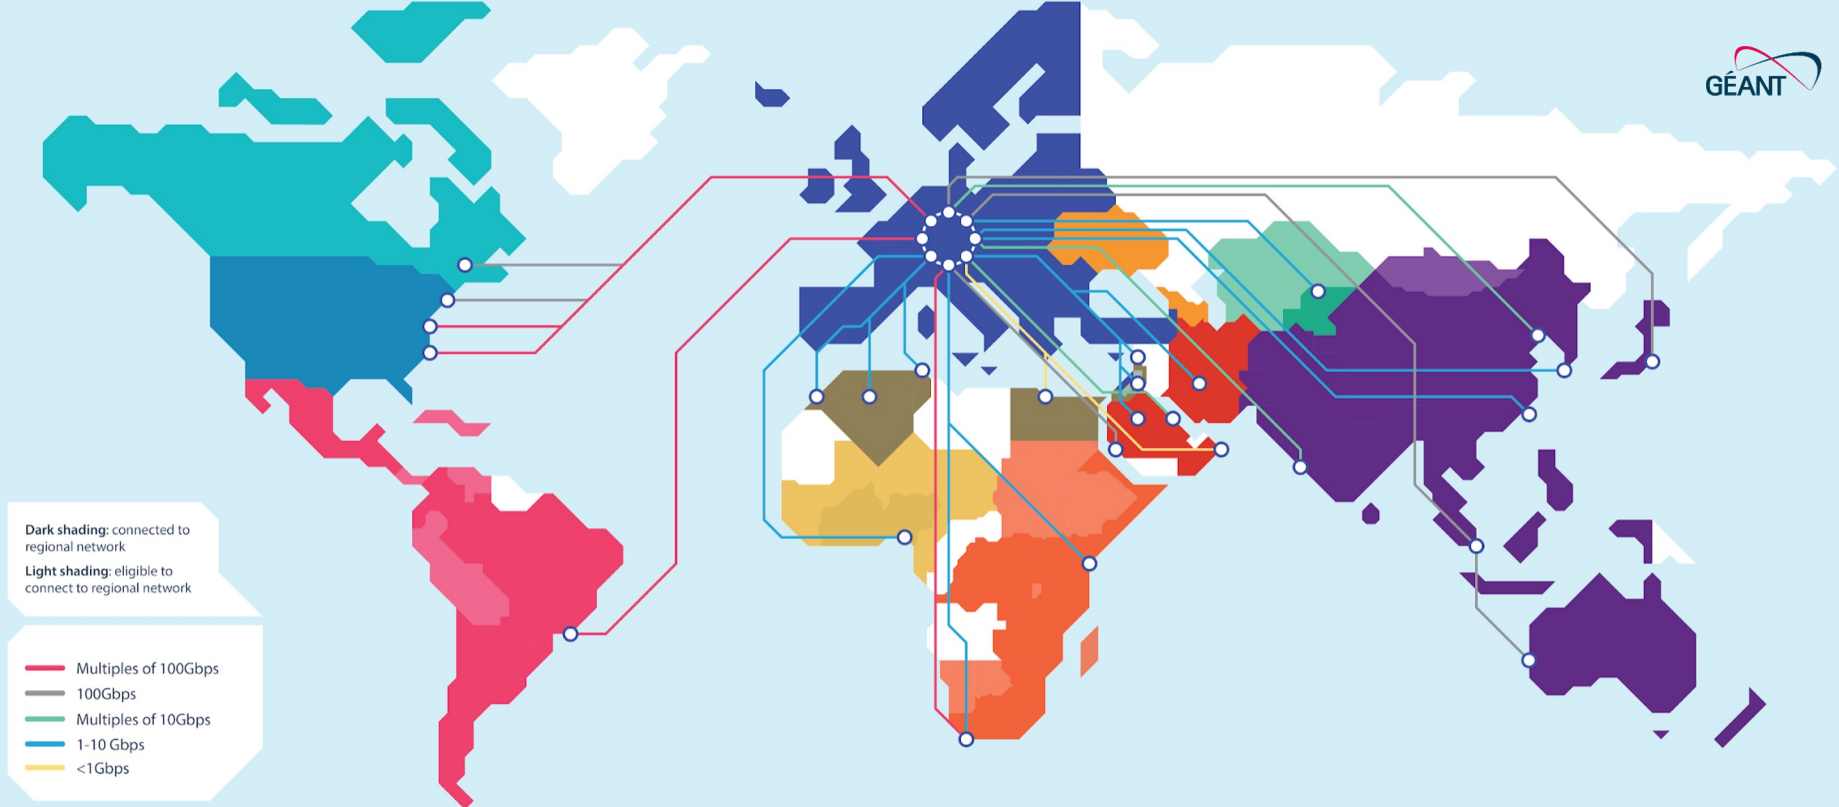 GÉANT
Dark shading: connected to
regional network
Light shading: eligible to
connect to regional network
Multiples of 100Gbps
100Gbps
Multiples of 10Gbps
1-10 Gbps
<1Gbps